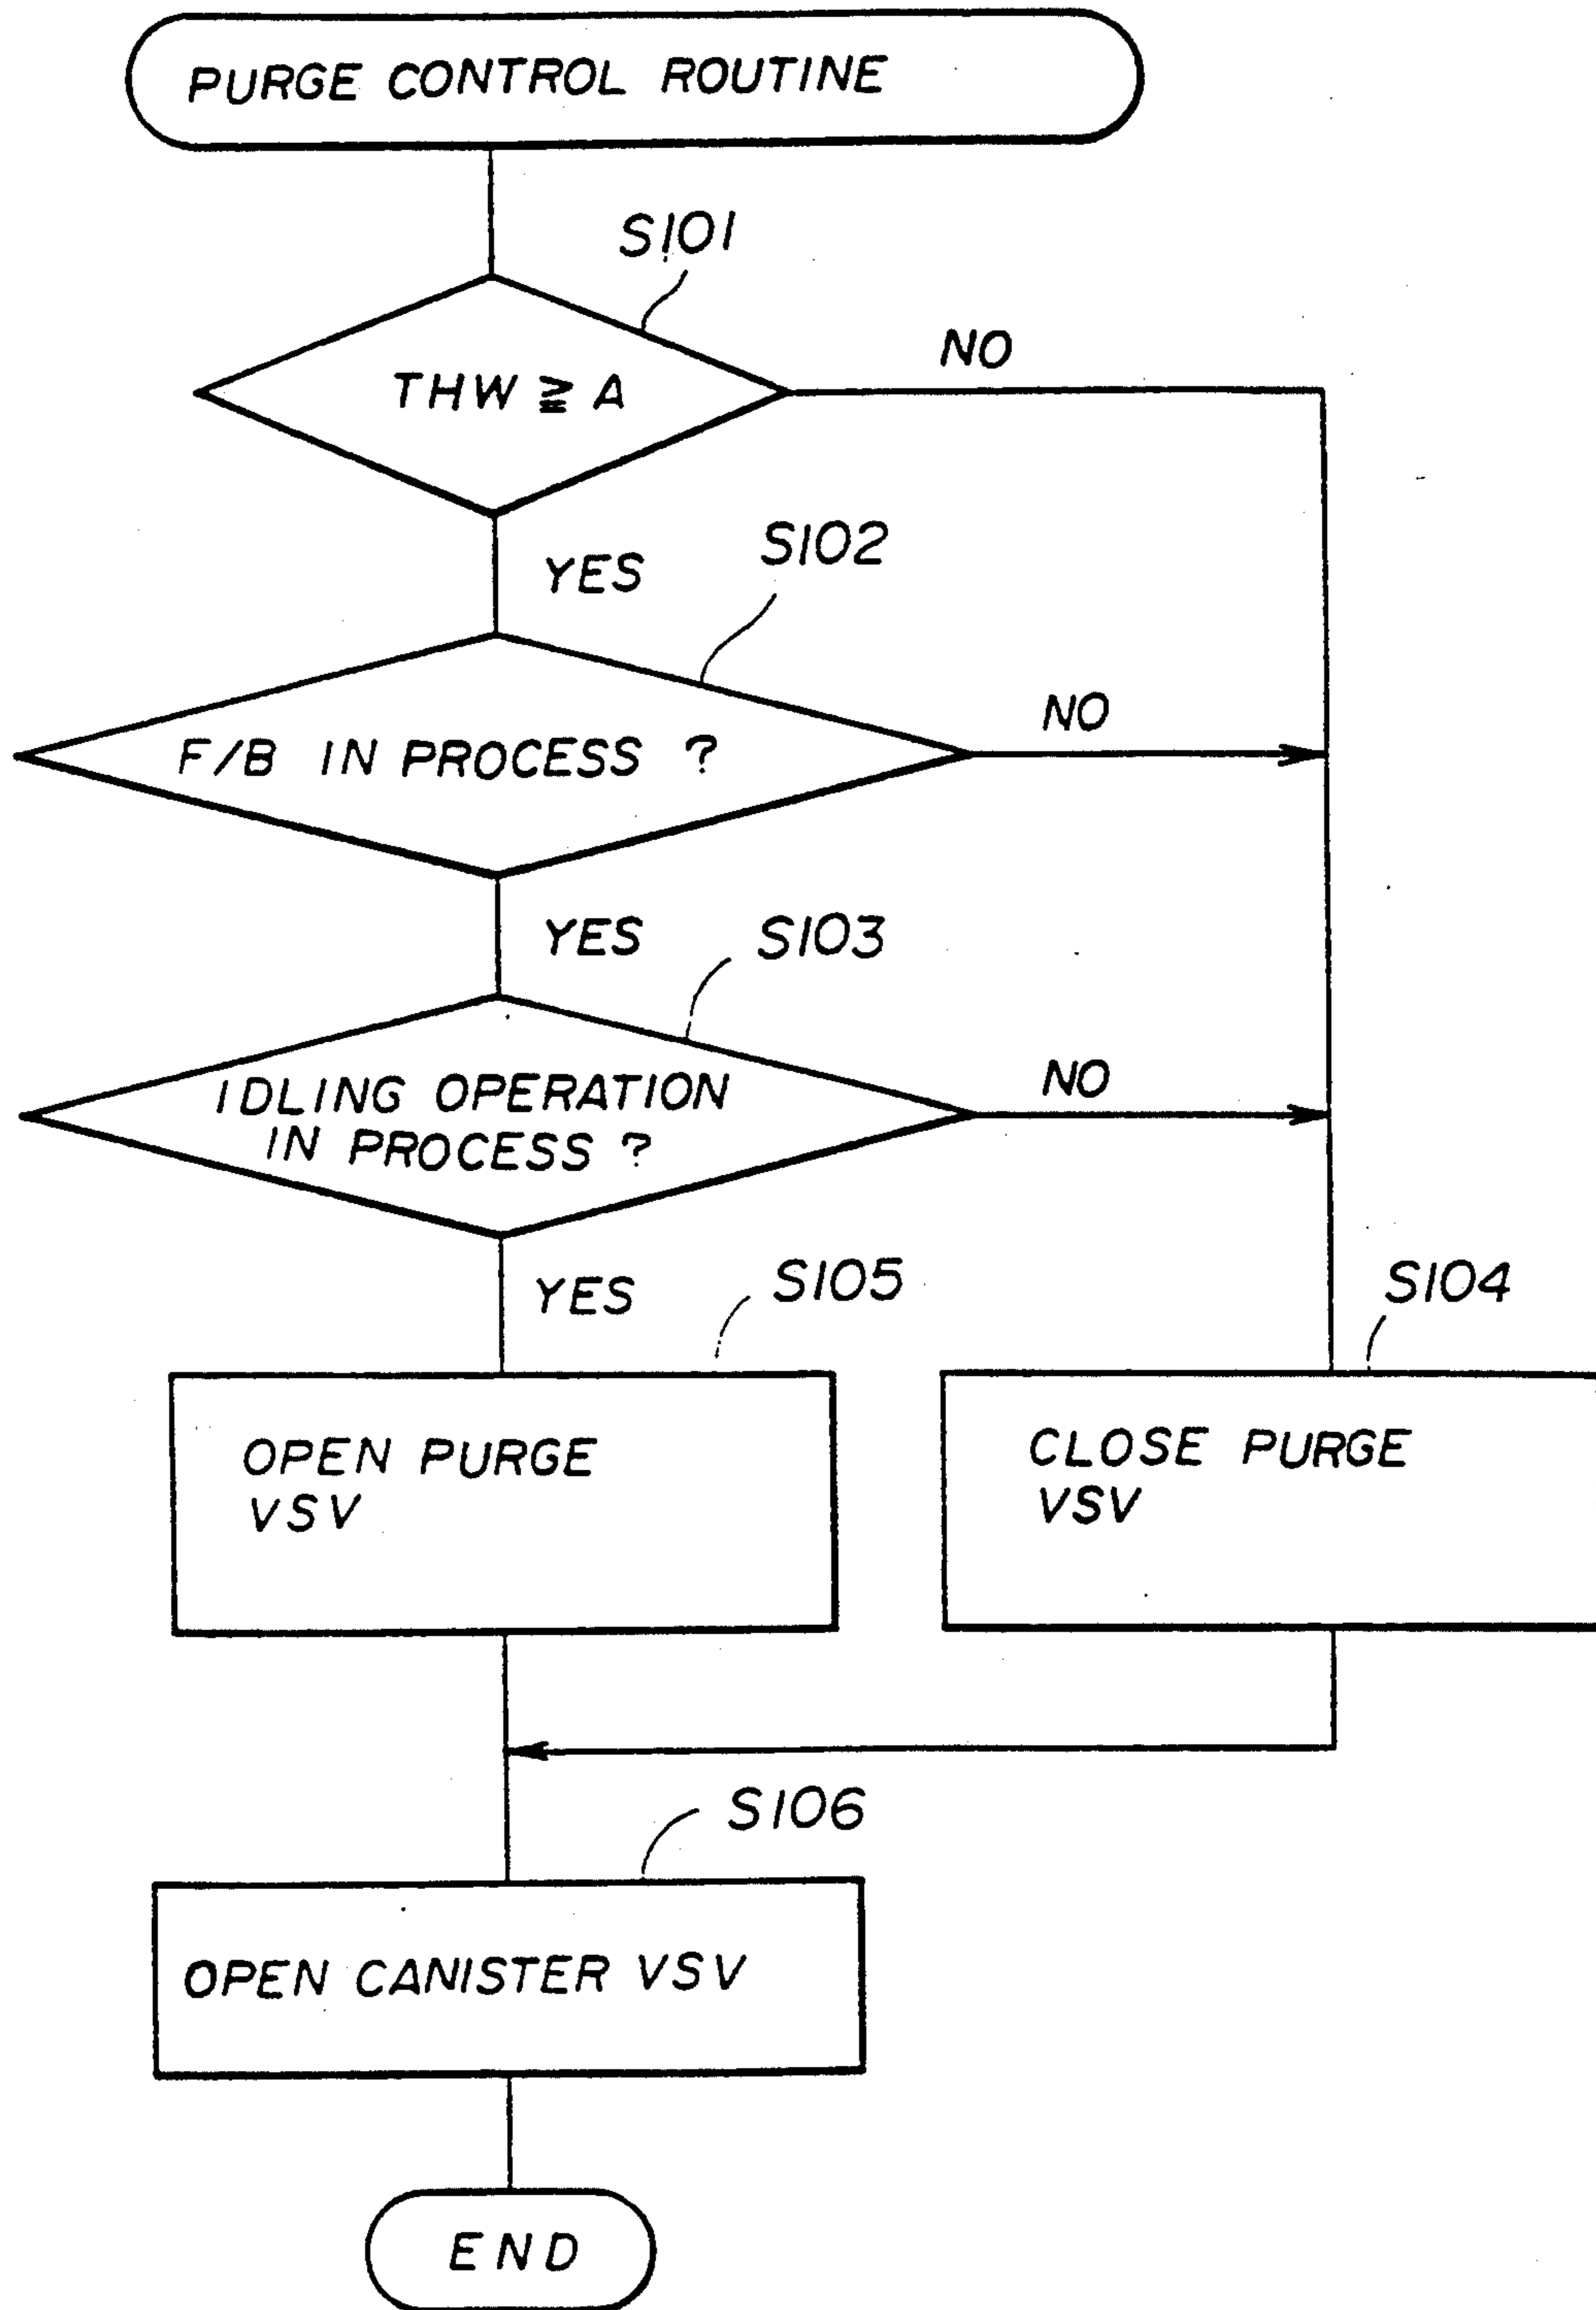 PURGE CONTROL ROUTINE
S101
THW ≧ A
NO
YES
S102
F/B IN PROCESS ?
NO
YES
S103
IDLING OPERATION
IN PROCESS ?
NO
YES
S105
S104
OPEN PURGE
VSV
CLOSE PURGE
VSV
S106
OPEN CANISTER VSV
END